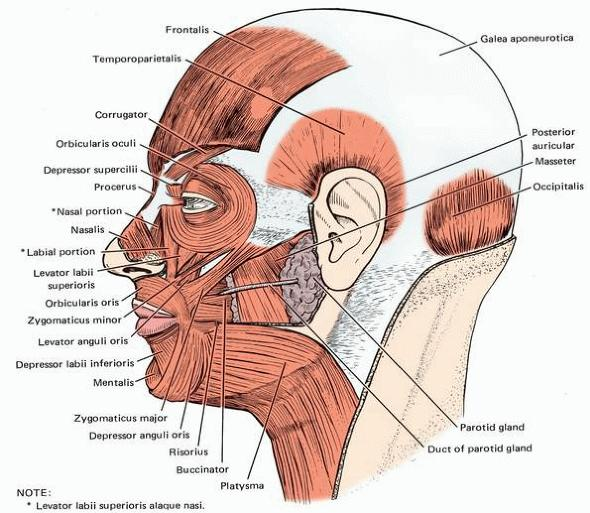 Frontalis
Temporoparietalis
Corrugator
Orbicularis oculi
Depressor supercilii
Procerus
*Nasal portion
Nasalis
*Labial portion
Levator labii
superioris
Orbicularis oris
Zygomaticus minor
Levator anguli oris
Depressor labii inferioris
Mentalis
Zygomaticus major
Depressor anguli oris
Risorius
Buccinator
Platysma
Galea aponeurotica
Posterior
auricular
Masseter
Occipitalis
Parotid gland
Duct of parotid gland
NOTE:
* Levator labii superioris alaque nasi.